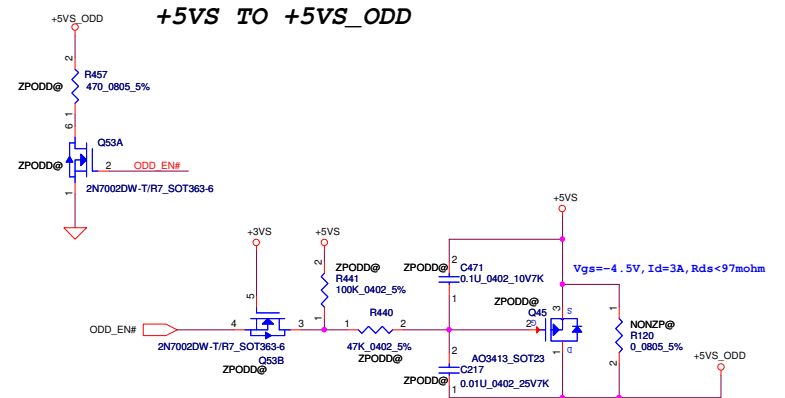 +5VS TO +5VS_ODD
+5VS_ODD
2
R457
470_0805_5%
ZPODD@
1
6
Q53A
ZPODD@
2
ODD_EN#
2N7002DW-T/R7_SOT363-6
1
+3VS
+5VS
+5VS
2
ZPODD@
R441
100K_0402_5%
1
5
ODD_EN#
4
3
2N7002DW-T/R7_SOT363-6
Q53B
ZPODD@
R440
1
2
47K_0402_5%
ZPODD@
2
ZPODD@
C471
0.1U_0402_10V7K
1
Vgs=-4.5V,Id=3A,Rds<97mohm
ZPODD@
Q45
3
S
2
G
1
D
AO3413_SOT23
2
C217
ZPODD@
0.01U_0402_25V7K
1
1
NONZP@
R120
0_0805_5%
2
+5VS_ODD